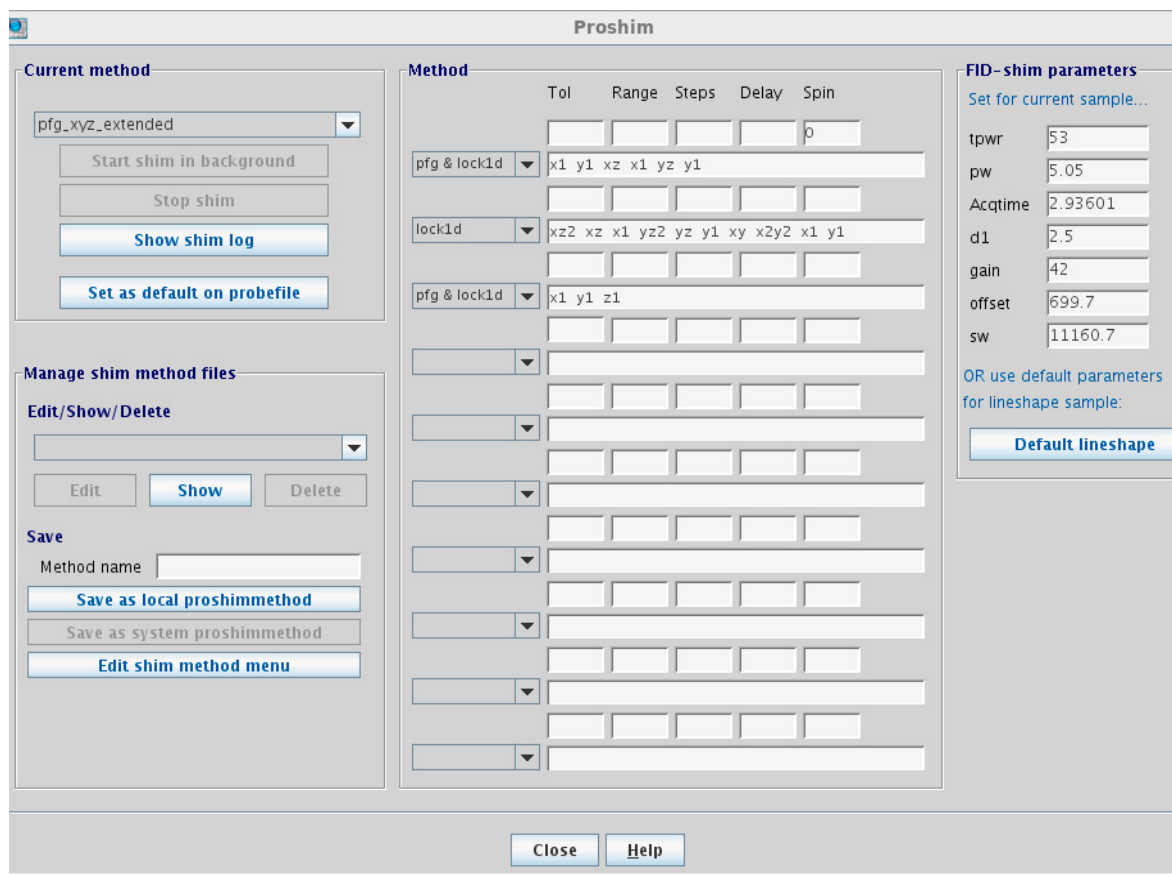 Proshim
Current method
pfg_xyz_extended
Start shim in background
Stop shim
Show shim log
Set as default on probefile
Manage shim method files
Edit/Show/Delete
Edit Show Delete
Save
Method name
Save as local proshimmethod
Save as system proshimmethod
Edit shim method menu
Method
Tol Range Steps Delay Spin
0
pfg & lock1d x1 y1 xz x1 yz y1
lock1d xz2 xz x1 yz2 yz y1 xy x2y2 x1 y1
pfg & lock1d x1 y1 z1
FID-shim parameters
Set for current sample...
tpwr 53
pw 5.05
Acqtime 2.93601
d1 2.5
gain 42
offset 699.7
sw 11160.7
OR use default parameters
for lineshape sample:
Default lineshape
Close Help